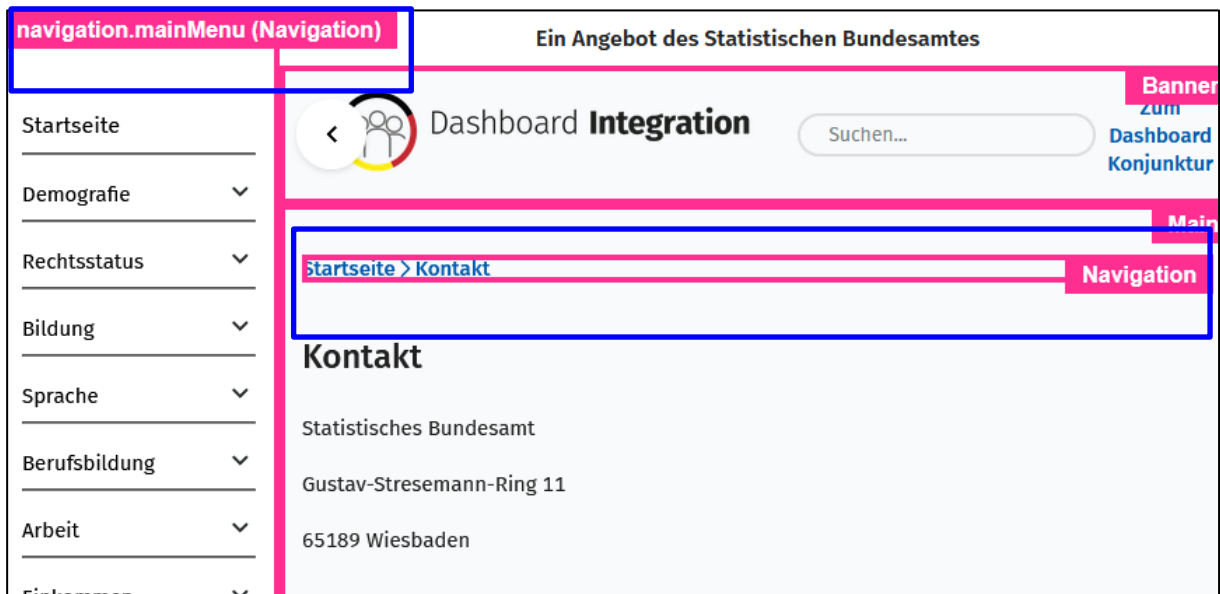 navigation.mainMenu (Navigation)
Ein Angebot des Statistischen Bundesamtes
Banner
Startseite
Demografie
Rechtsstatus
Bildung
Sprache
Berufsbildung
Arbeit
Einkommen
Dashboard Integration
Suchen...
Zum
Dashboard
Konjunktur
Main
Startseite > Kontakt
Navigation
Kontakt
Statistisches Bundesamt
Gustav-Stresemann-Ring 11
65189 Wiesbaden